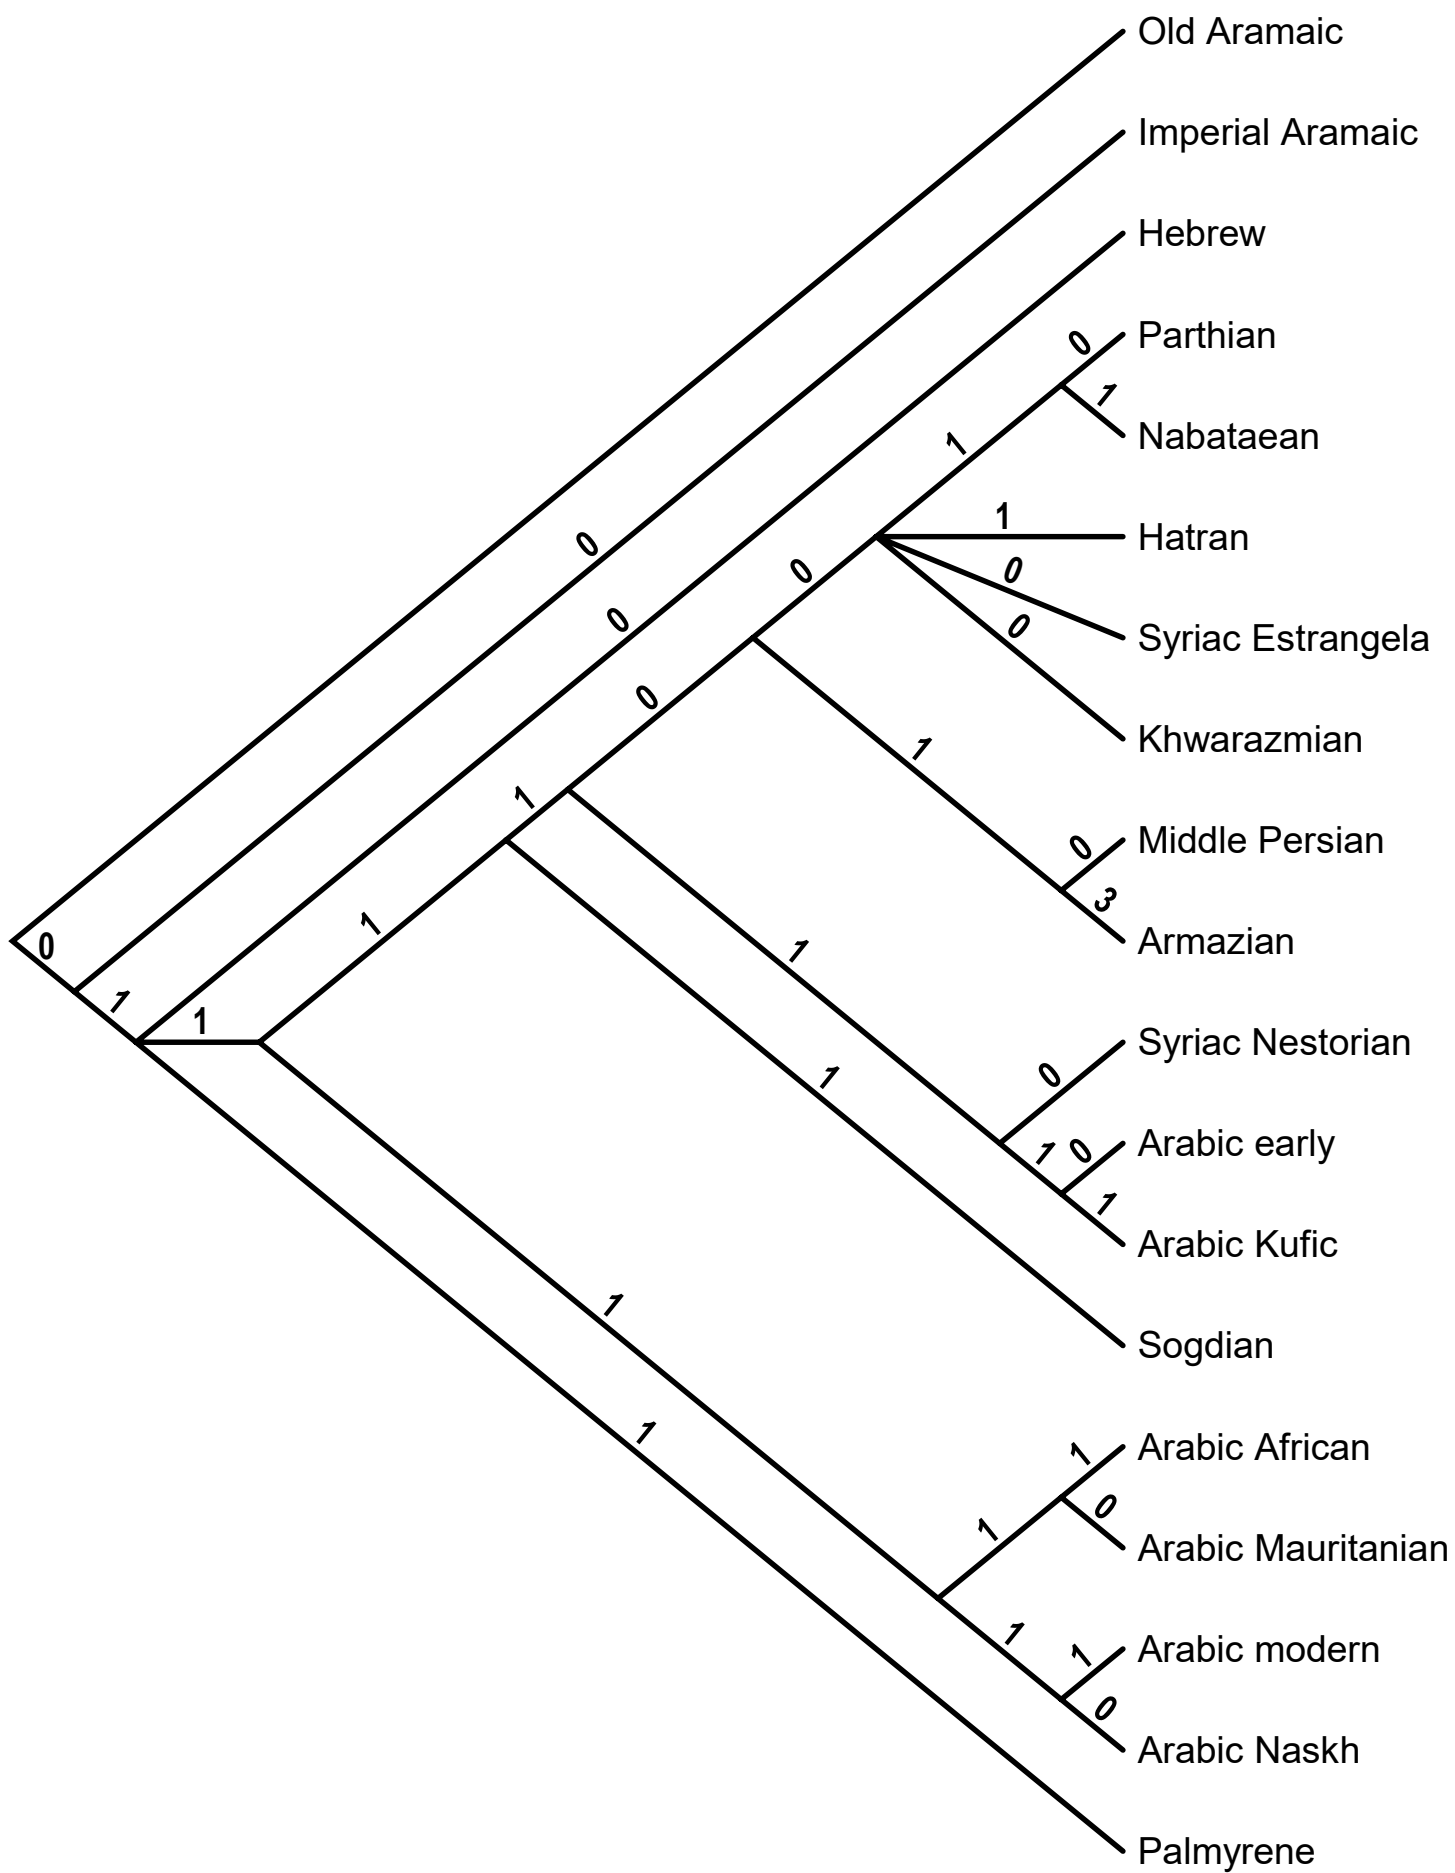 Old Aramaic
Imperial Aramaic
Hebrew
0 Parthian
1
Nabataean
1
1
Hatran
0
0
0
0
Syriac Estrangela
0
0
Khwarazmian
1
1
0
Middle Persian
3
1
Armazian
0
1
1
1
Syriac Nestorian
0
1
0
Arabic early
1
Arabic Kufic
1
Sogdian
1
1
1
Arabic African
0
1
Arabic Mauritanian
1
1
Arabic modern
0
Arabic Naskh
Palmyrene